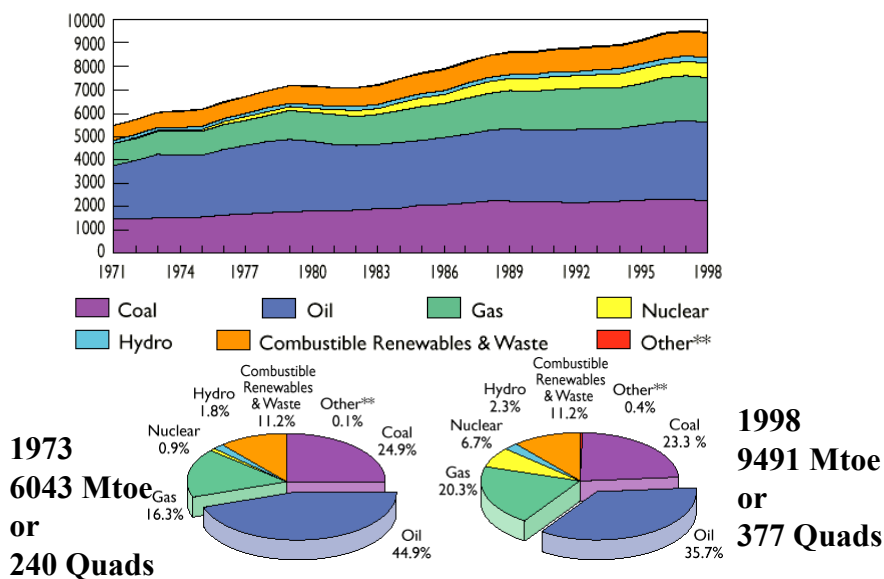 10000
9000
8000
7000
6000
5000
4000
3000
2000
1000
0
1971 1974 1977 1980 1983 1986 1989 1992 1995 1998
Coal Oil Gas Nuclear
Hydro Combustible Renewables & Waste Other**
1973
6043 Mtoe
or
240 Quads
Combustible
Renewables
& Waste
11.2%
Hydro
1.8%
Other**
0.1%
Nuclear
0.9%
Coal
24.9%
Gas
16.3%
Oil
44.9%
Combustible
Renewables
& Waste
11.2%
Hydro
2.3%
Other**
0.4%
Nuclear
6.7%
Coal
23.3 %
Gas
20.3%
Oil
35.7%
1998
9491 Mtoe
or
377 Quads